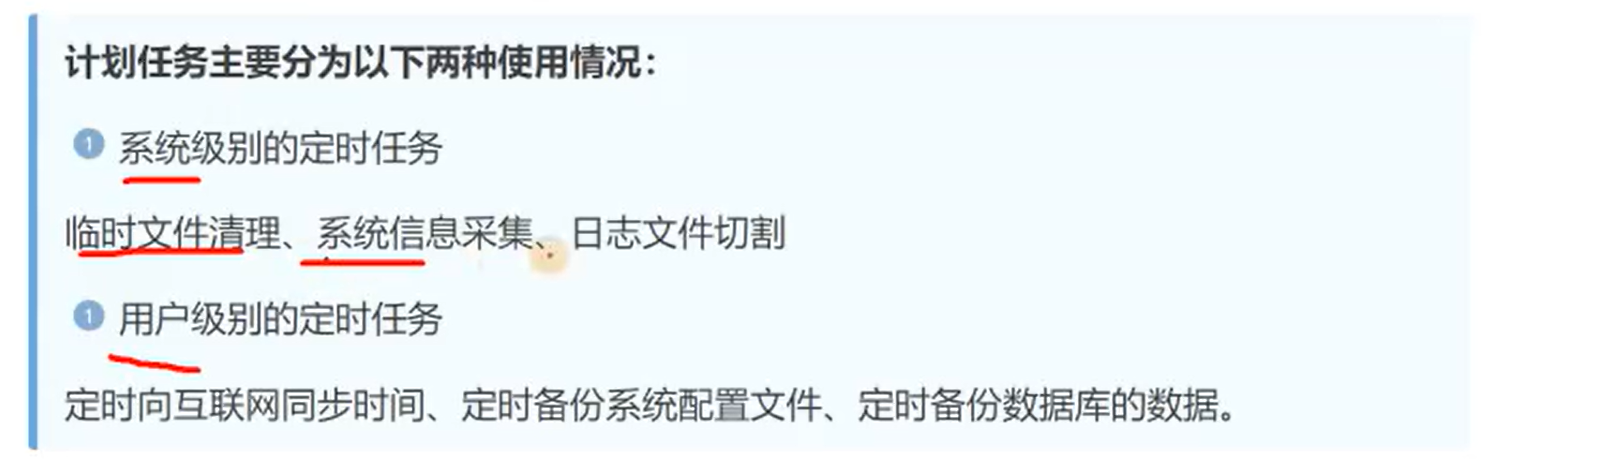 计划任务主要分为以下两种使用情况：
1 系统级别的定时任务
临时文件清理、系统信息采集、日志文件切割
1 用户级别的定时任务
定时向互联网同步时间、定时备份系统配置文件、定时备份数据库的数据。